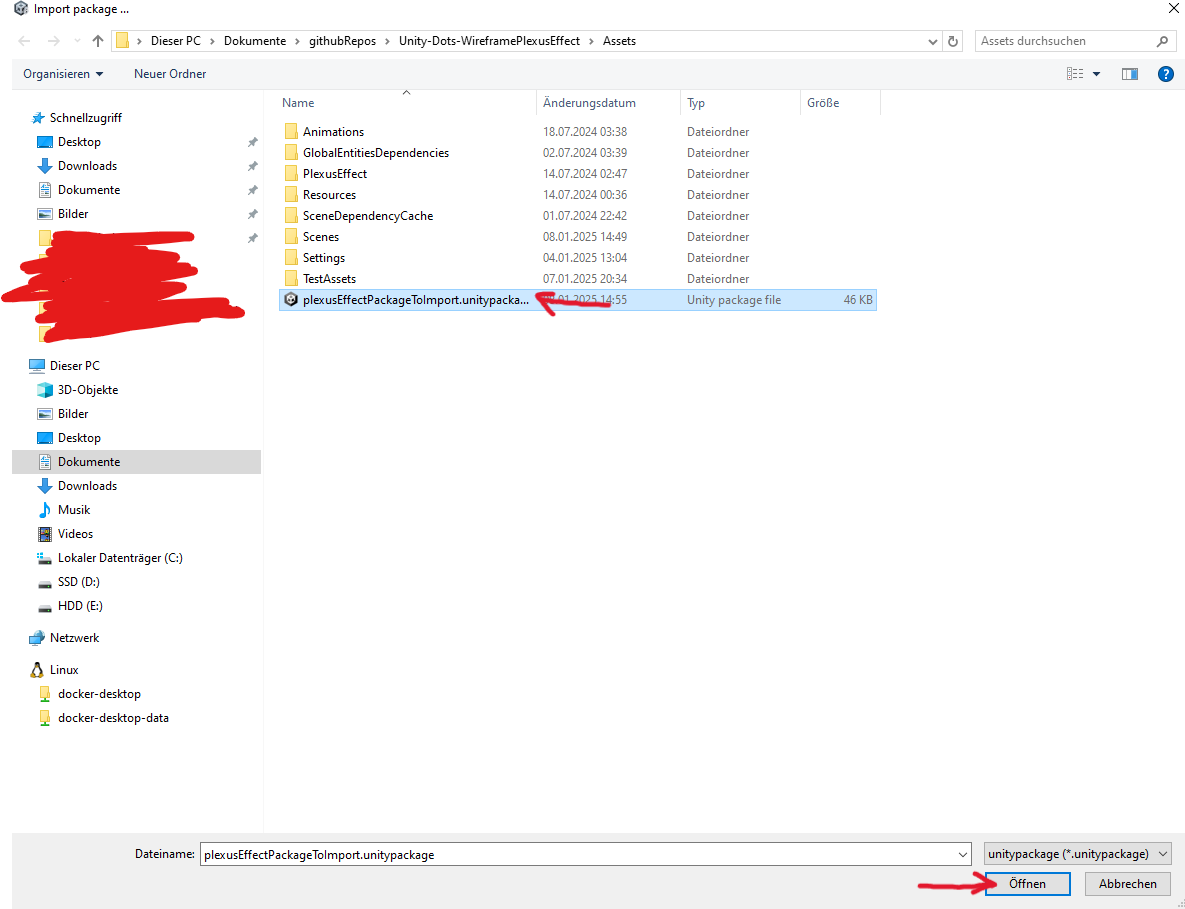 Import package ...
Dieser PC > Dokumente > githubRepos > Unity-Dots-WireframePlexusEffect > Assets
Assets durchsuchen
Organisieren
Neuer Ordner
Name Änderungsdatum Typ Größe
Schnellzugriff
Desktop
Downloads
Dokumente
Bilder
Dieser PC
3D-Objekte
Bilder
Desktop
Dokumente
Downloads
Musik
Videos
Lokaler Datenträger (C:)
SSD (D:)
HDD (E:)
Netzwerk
Linux
docker-desktop
docker-desktop-data
Animations 18.07.2024 03:38 Dateiordner
GlobalEntitiesDependencies 02.07.2024 03:39 Dateiordner
PlexusEffect 14.07.2024 02:47 Dateiordner
Resources 14.07.2024 00:36 Dateiordner
SceneDependencyCache 01.07.2024 22:42 Dateiordner
Scenes 08.01.2025 14:49 Dateiordner
Settings 04.01.2025 13:04 Dateiordner
TestAssets 07.01.2025 20:34 Dateiordner
plexusEffectPackageToImport.unitypacka... 14:55 Unity package file 46 KB
Dateiname: plexusEffectPackageToImport.unitypackage
unitypackage (*.unitypackage)
Öffnen
Abbrechen